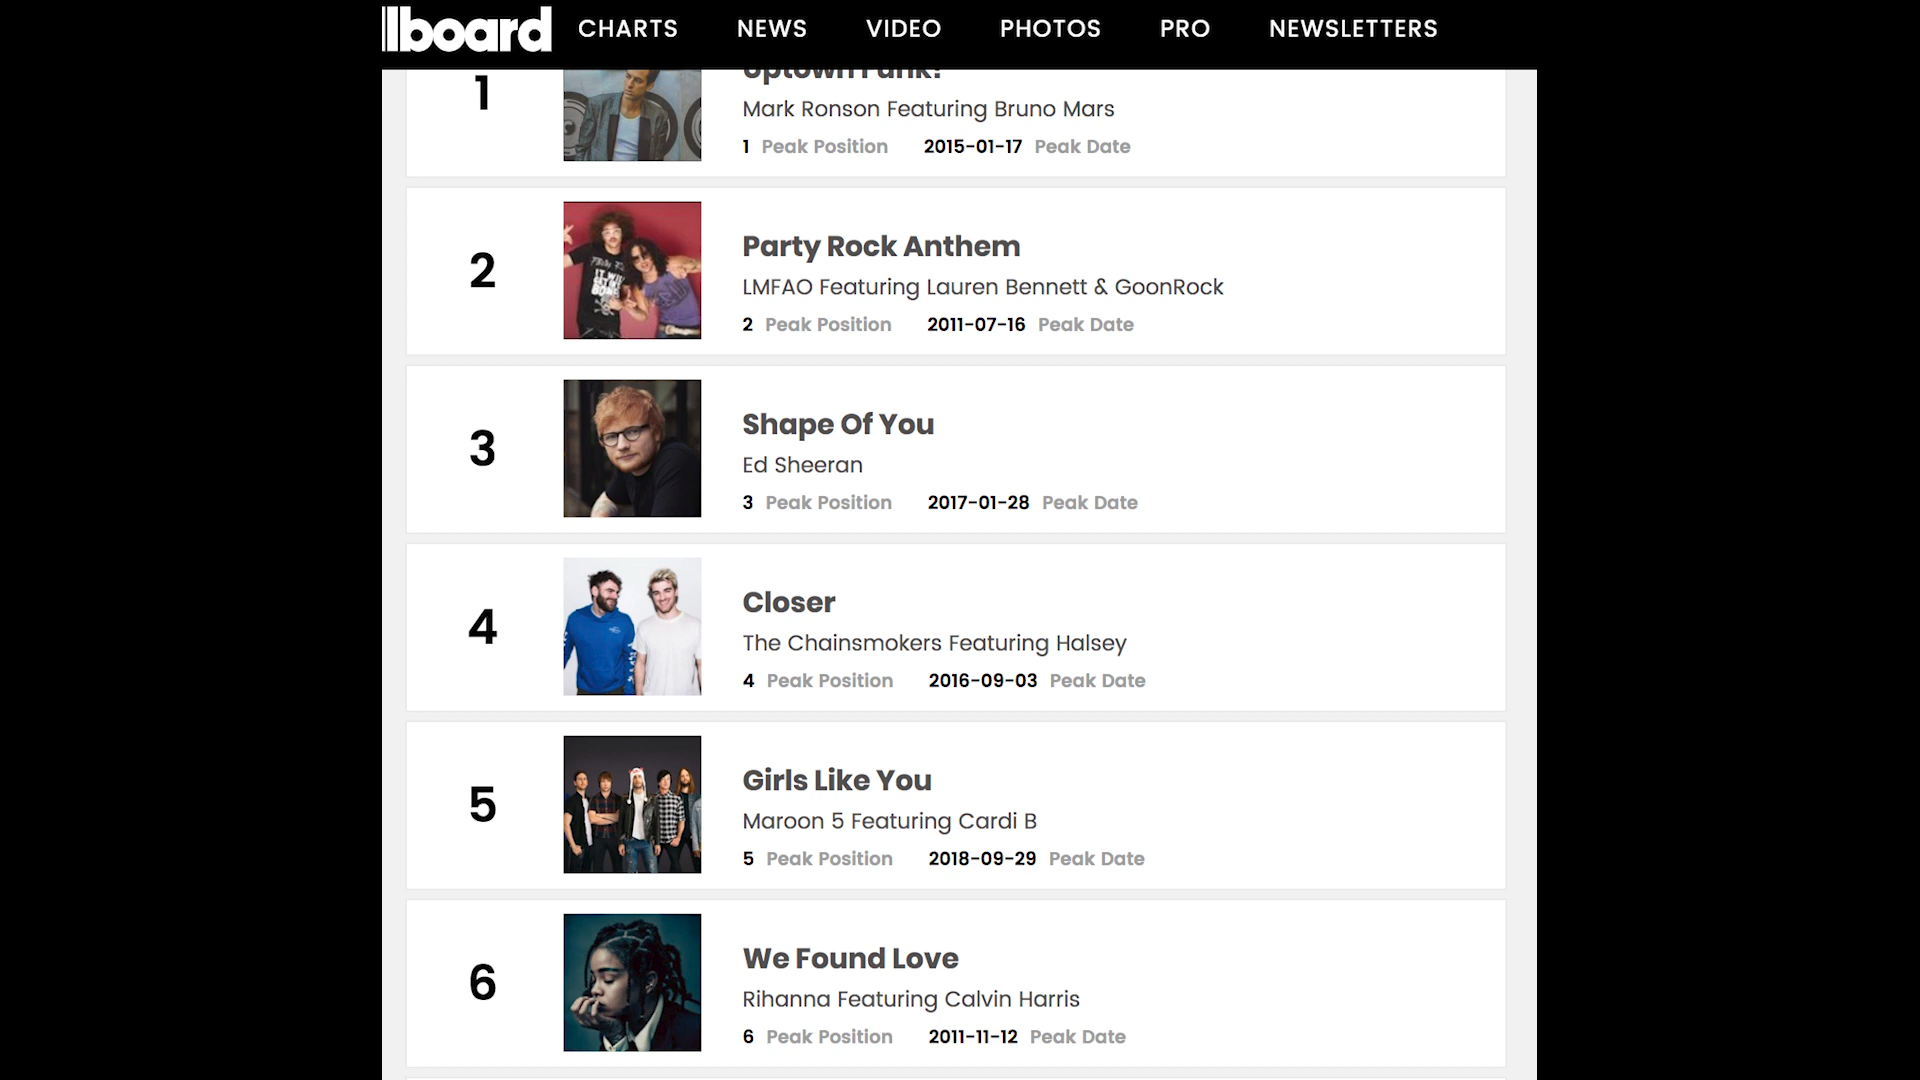 llboard CHARTS NEWS VIDEO PHOTOS PRO NEWSLETTERS
1
Uptown Funk!
Mark Ronson Featuring Bruno Mars
1 Peak Position 2015-01-17 Peak Date
2
Party Rock Anthem
LMFAO Featuring Lauren Bennett & GoonRock
2 Peak Position 2011-07-16 Peak Date
3
Shape Of You
Ed Sheeran
3 Peak Position 2017-01-28 Peak Date
4
Closer
The Chainsmokers Featuring Halsey
4 Peak Position 2016-09-03 Peak Date
5
Girls Like You
Maroon 5 Featuring Cardi B
5 Peak Position 2018-09-29 Peak Date
6
We Found Love
Rihanna Featuring Calvin Harris
6 Peak Position 2011-11-12 Peak Date